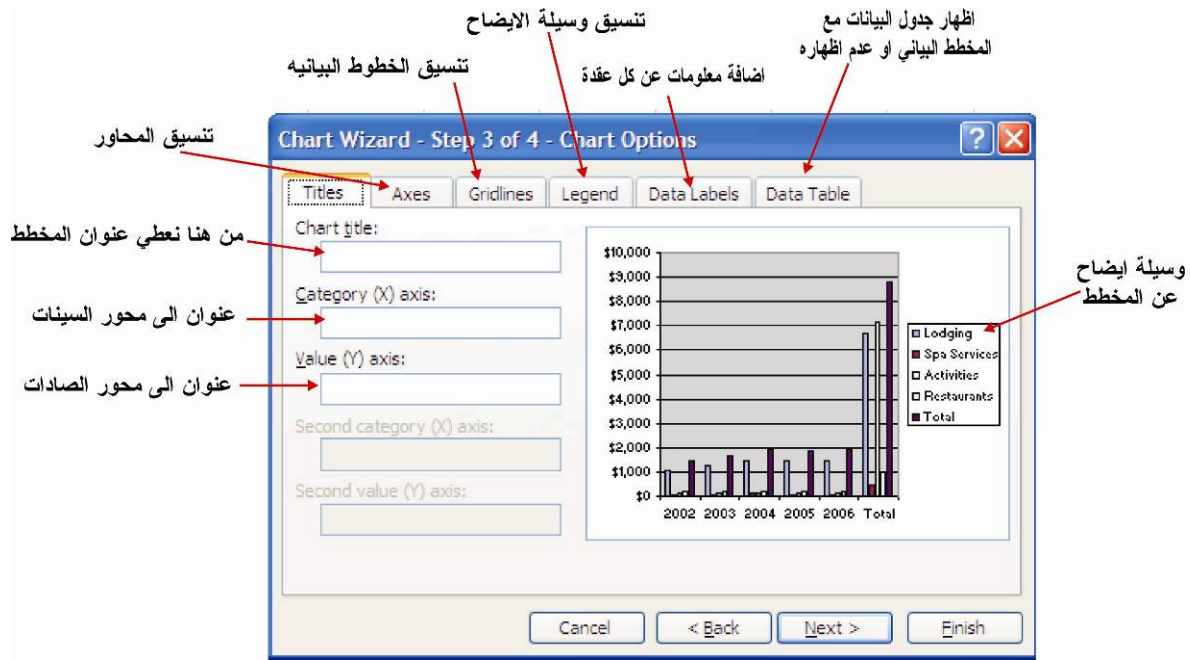 اظهار جدول البيانات مع
المخطط البياني او عدم اظهاره
تنسيق وسيلة الايضاح
اضافة معلومات عن كل عقدة
تنسيق الخطوط البيانيه
تنسيق المحاور
Chart Wizard - Step 3 of 4 - Chart Options
Titles Axes Gridlines Legend Data Labels Data Table
Chart title:
من هنا نعطي عنوان المخطط
Category (X) axis:
عنوان الى محور السينات
Value (Y) axis:
عنوان الى محور الصادات
Second category (X) axis:
Second value (Y) axis:
$10,000
$9,000
$8,000
$7,000
$6,000
$5,000
$4,000
$3,000
$2,000
$1,000
$0
2002 2003 2004 2005 2006 Total
Lodging
Spa Services
Activities
Restaurants
Total
وسيلة ايضاح
عن المخطط
Cancel < Back Next > Finish